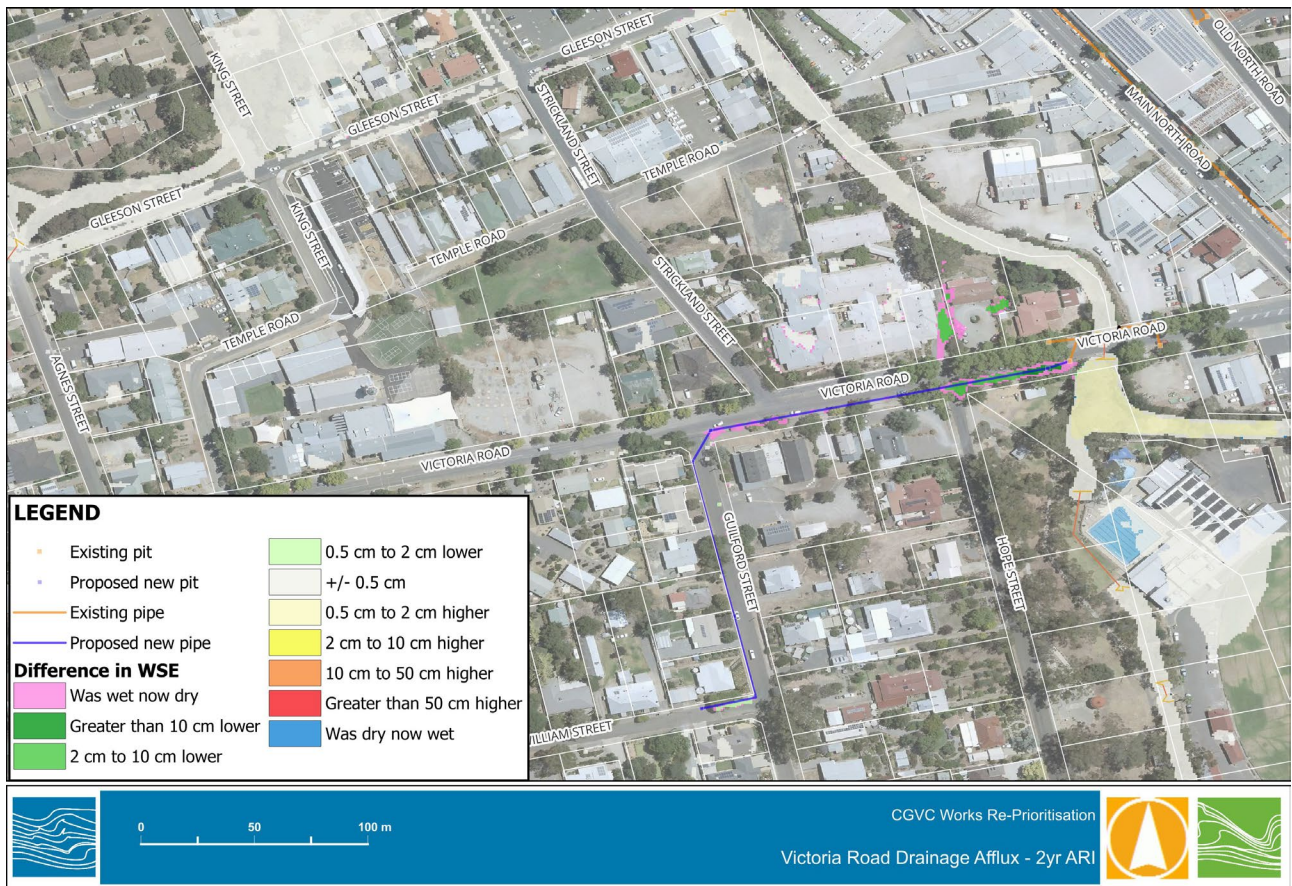 GLEESON STREET
OLD NORTH ROAD
KING STREET
MAIN NORTH ROAD
GLEESON STREET
STRICKLAND STREET
TEMPLE ROAD
GLEESON STREET
KING STREET
TEMPLE ROAD
STRICKLAND STREET
TEMPLE ROAD
VICTORIA ROAD
AGNES STREET
VICTORIA ROAD
VICTORIA ROAD
GUILFORD STREET
HOPE STREET
ILLIAM STREET
LEGEND
Existing pit
Proposed new pit
Existing pipe
Proposed new pipe
Difference in WSE
Was wet now dry
Greater than 10 cm lower
2 cm to 10 cm lower
0.5 cm to 2 cm lower
+/- 0.5 cm
0.5 cm to 2 cm higher
2 cm to 10 cm higher
10 cm to 50 cm higher
Greater than 50 cm higher
Was dry now wet
0 50 100 m
CGVC Works Re-Prioritisation
Victoria Road Drainage Afflux - 2yr ARI